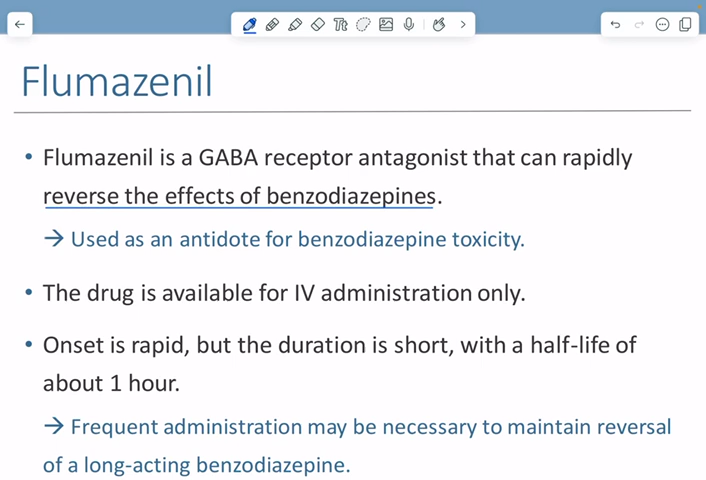 Flumazenil
• Flumazenil is a GABA receptor antagonist that can rapidly
reverse the effects of benzodiazepines.
→ Used as an antidote for benzodiazepine toxicity.
• The drug is available for IV administration only.
• Onset is rapid, but the duration is short, with a half-life of
about 1 hour.
→ Frequent administration may be necessary to maintain reversal
of a long-acting benzodiazepine.